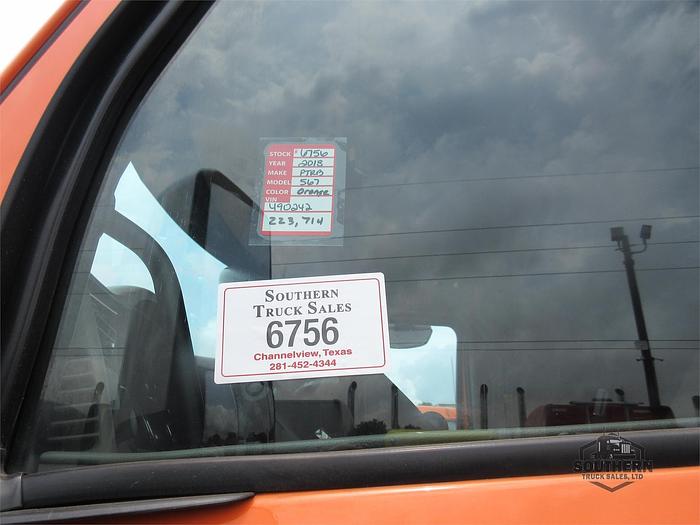 STOCK # 6756
YEAR 2018
MAKE PTRB
MODEL 567
COLOR Orange
VIN
490242
223,714
SOUTHERN
TRUCK SALES
6756
Channelview, Texas
281-452-4344
SOUTHERN
TRUCK SALES, LTD